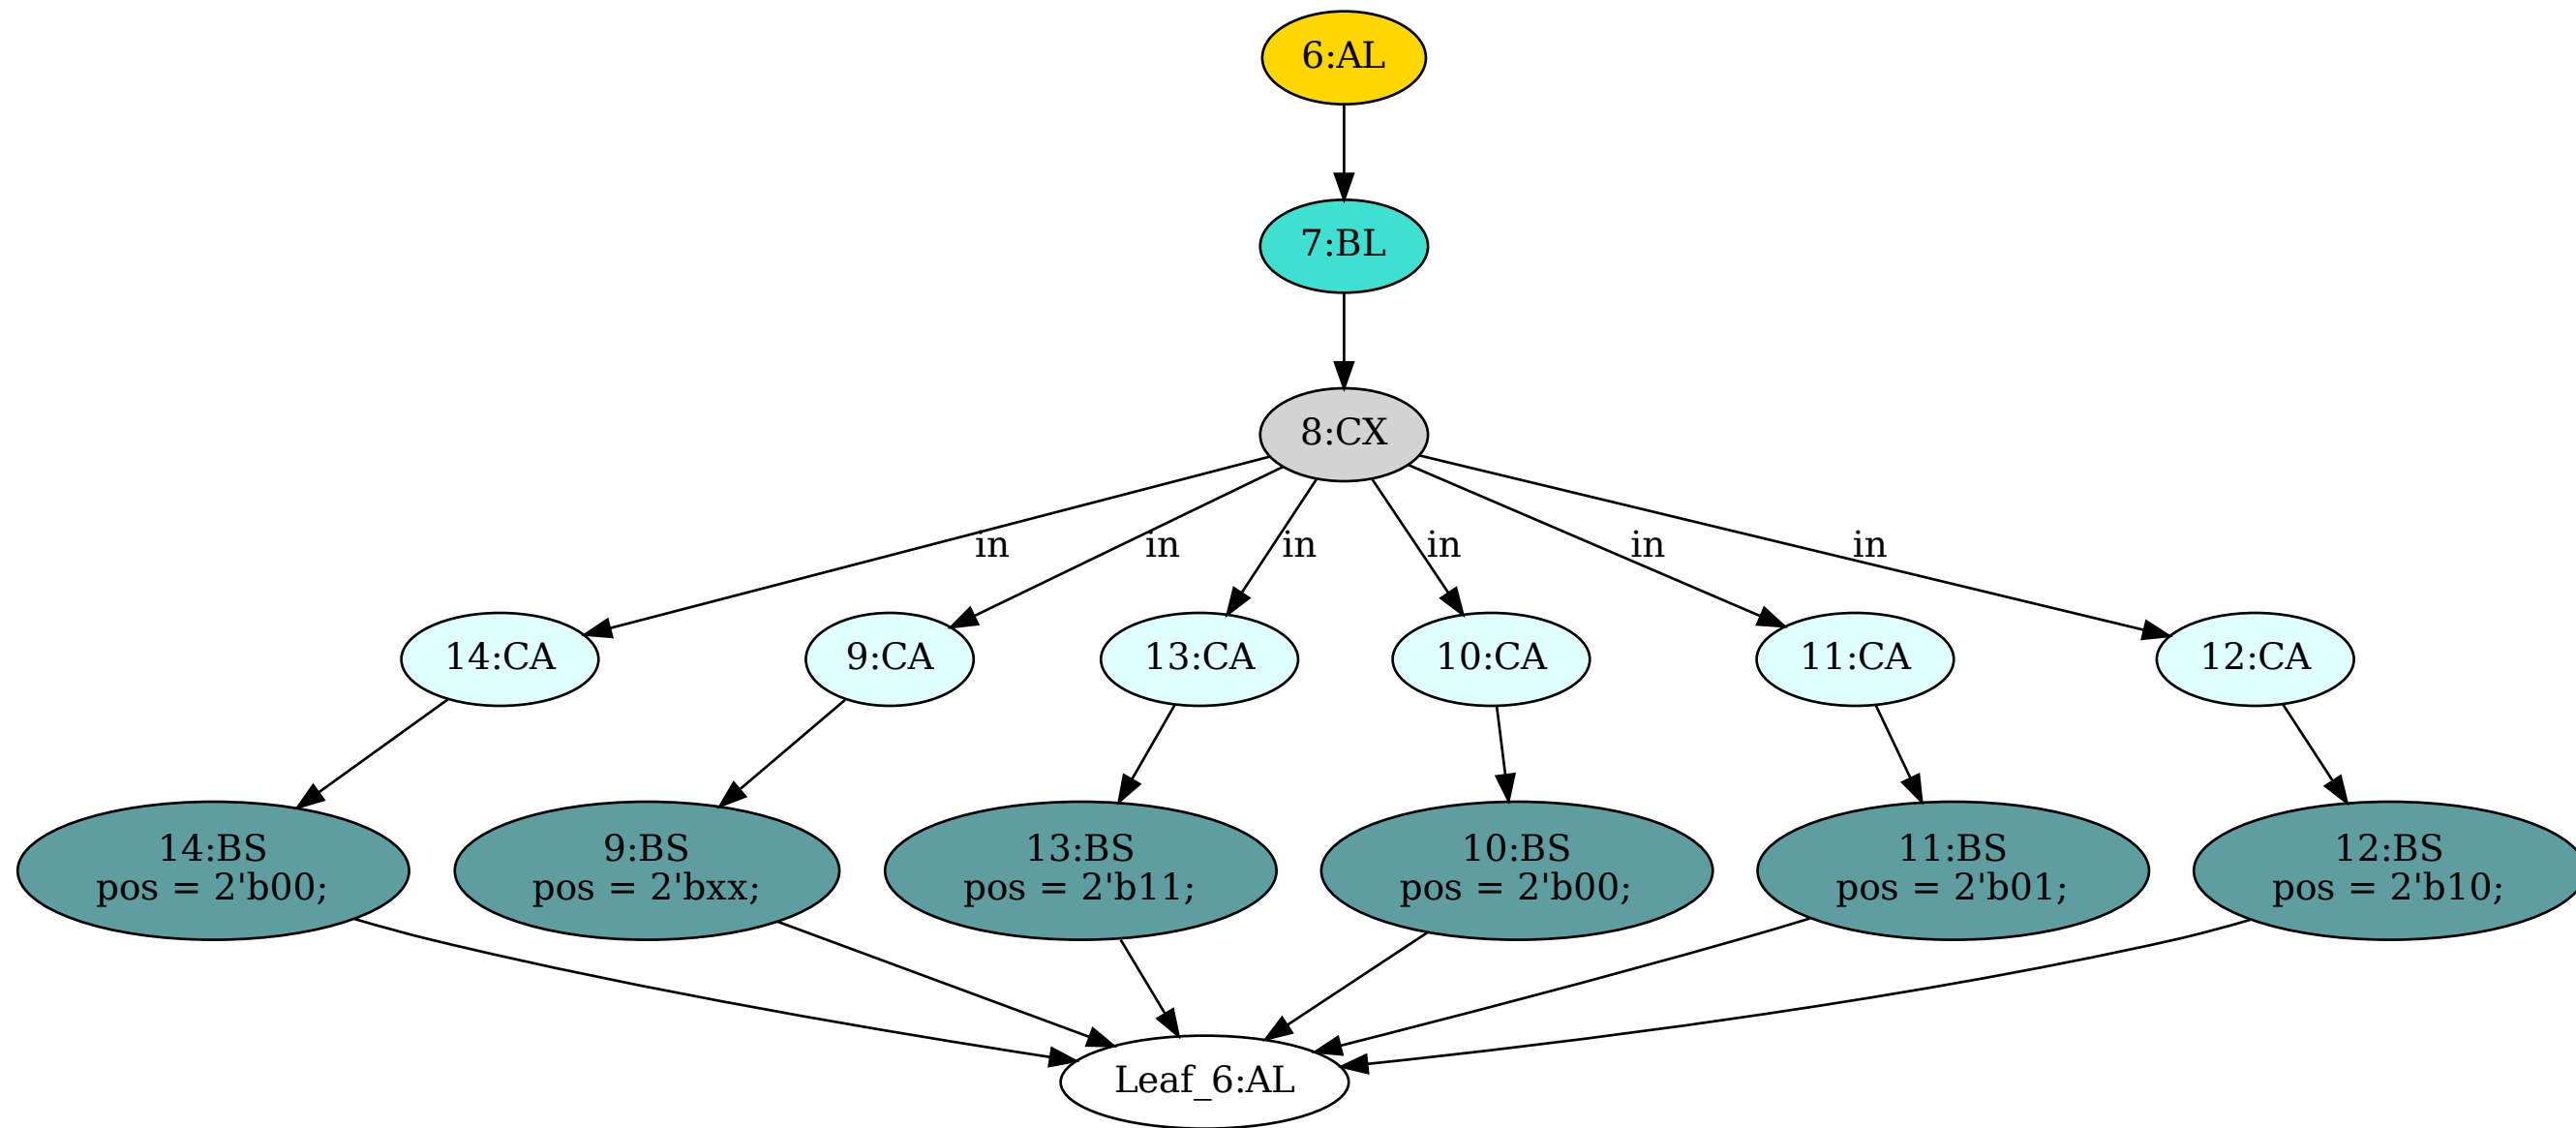 6:AL
7:BL
8:CX
in
in
in
in
in
in
14:CA
9:CA
13:CA
10:CA
11:CA
12:CA
14:BS
pos = 2'b00;
9:BS
pos = 2'bxx;
13:BS
pos = 2'b11;
10:BS
pos = 2'b00;
11:BS
pos = 2'b01;
12:BS
pos = 2'b10;
Leaf_6:AL